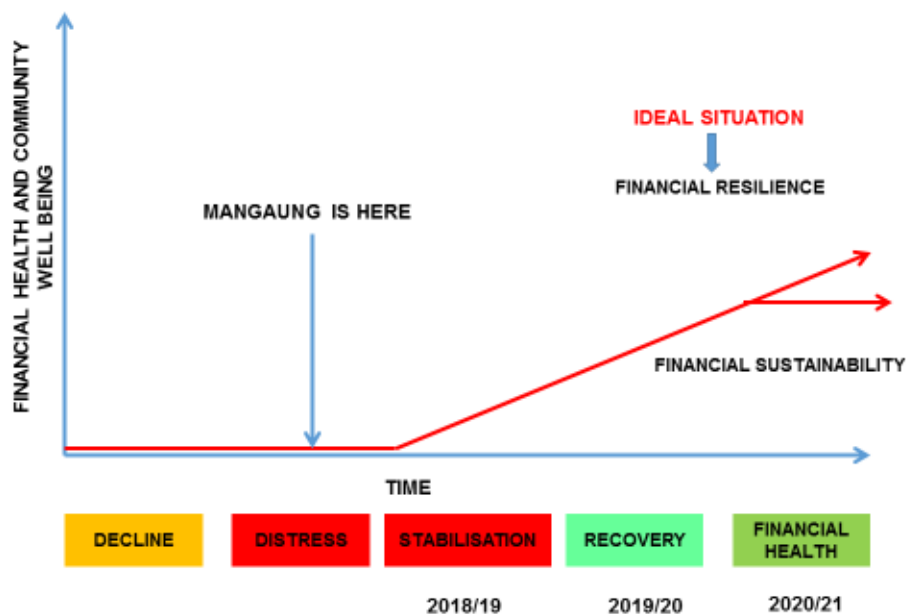 FINANCIAL HEALTH AND COMMUNITY
WELL BEING
IDEAL SITUATION
FINANCIAL RESILIENCE
MANGAUNG IS HERE
FINANCIAL SUSTAINABILITY
TIME
DECLINE
DISTRESS
STABILISATION
RECOVERY
FINANCIAL
HEALTH
2018/19
2019/20
2020/21